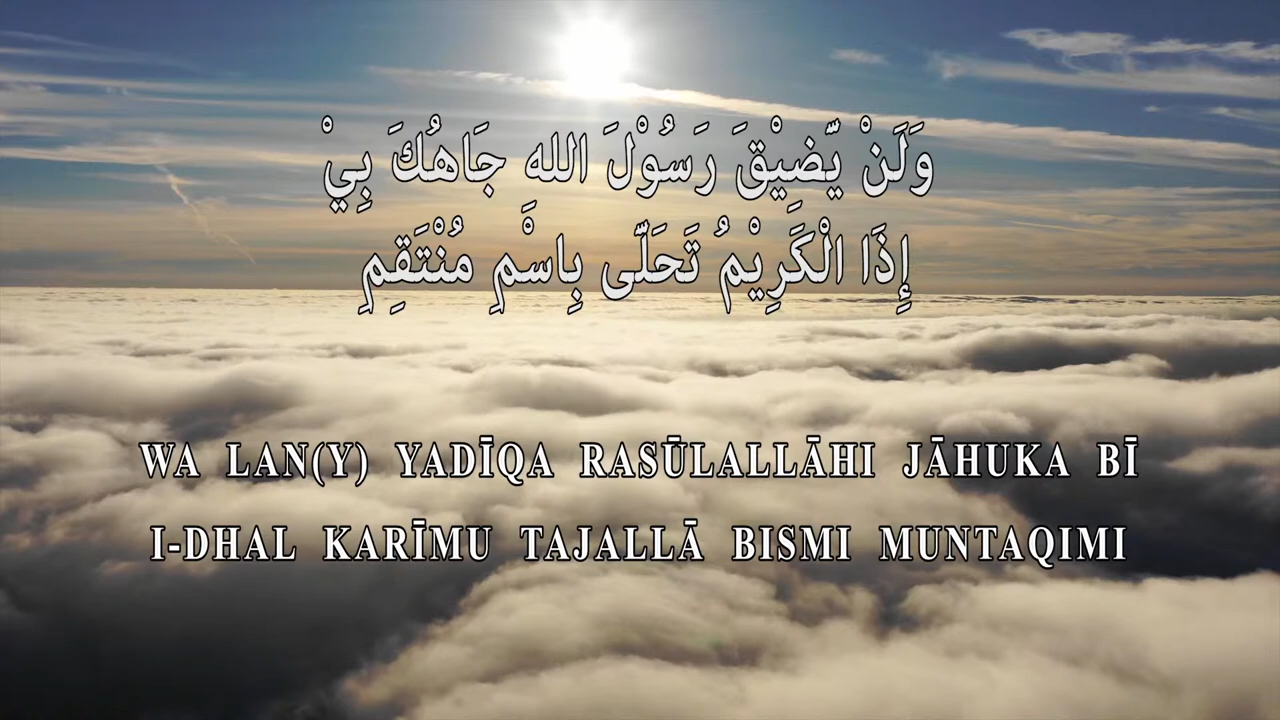 وَلَنْ يَّضِيْقَ رَسُوْلَ اللهِ جَاهُكَ بِيْ
إِذَا الْكَرِيْمُ تَحَلّٰى بِاسْمِ مُنْتَقِمِ
WA LAN(Y) YADĪQA RASŪLALLĀHI JĀHUKA BĪ
I-DHAL KARĪMU TAJALLĀ BISMI MUNTAQIMI